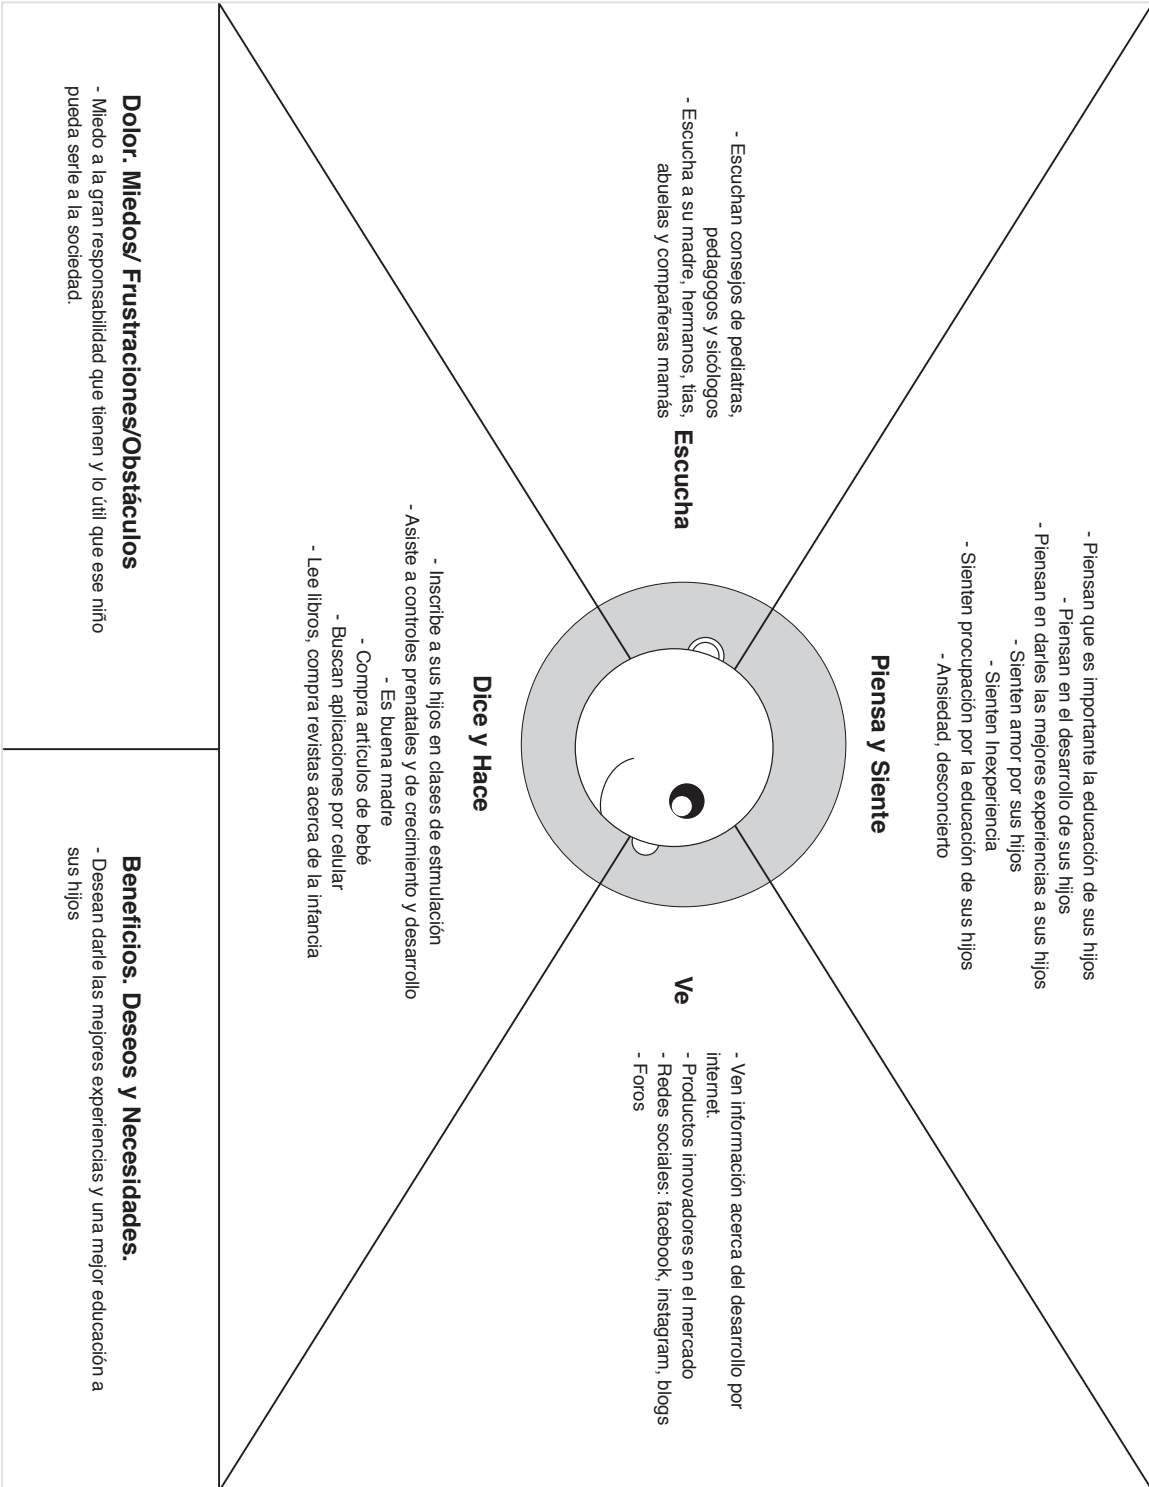 - Piensan que es importante la educación de sus hijos
- Piensan en el desarrollo de sus hijos
- Piensan en darles las mejores experiencias a sus hijos
- Sienten amor por sus hijos
- Sienten Inexperiencia
- Sienten procupación por la educación de sus hijos
- Ansiedad, desconcierto
Piensa y Siente
- Escuchan consejos de pediatras,
pedagogos y sicólogos
- Escucha a su madre, hermanos, tias,
abuelas y compañeras mamás
Escucha
Ve
- Ven información acerca del desarrollo por
internet.
- Productos innovadores en el mercado
- Redes sociales: facebook, instagram, blogs
- Foros
Dice y Hace
- Inscribe a sus hijos en clases de estmulación
- Asiste a controles prenatales y de crecimiento y desarrollo
- Es buena madre
- Compra artículos de bebé
- Buscan aplicaciones por celular
- Lee libros, compra revistas acerca de la infancia
Dolor. Miedos/ Frustraciones/Obstáculos
- Miedo a la gran responsabilidad que tienen y lo útil que ese niño
pueda serle a la sociedad.
Beneficios. Deseos y Necesidades.
- Desean darle las mejores experiencias y una mejor educación a
sus hijos